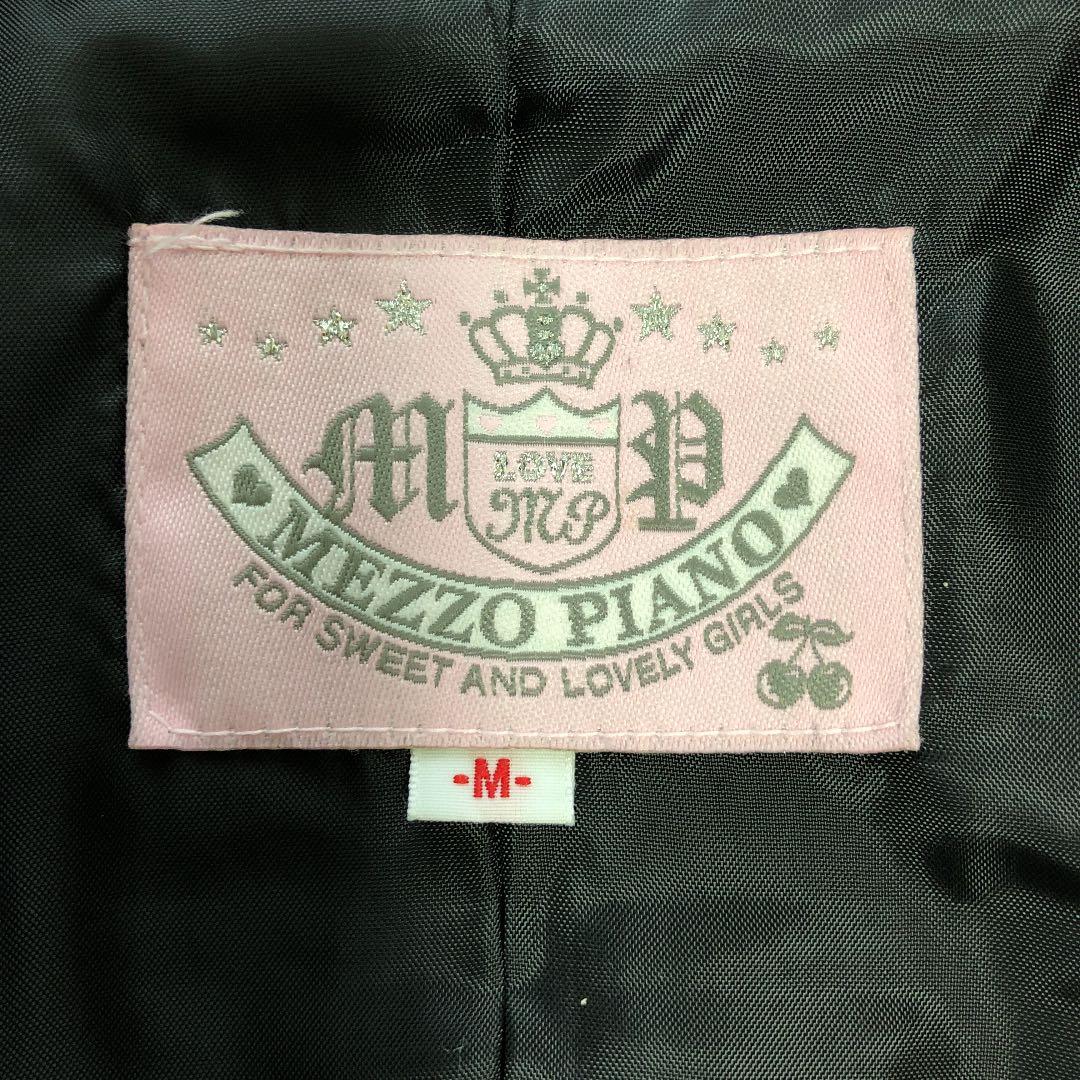 M P
LOVE
MP
MEZZO PIANO
FOR SWEET AND LOVELY GIRLS
-M-